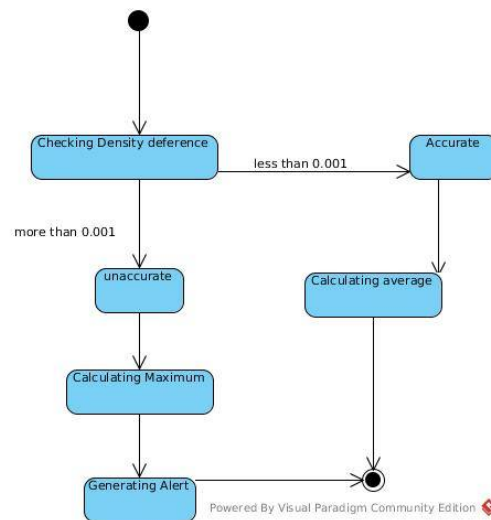 Checking Density deference
Accurate
less than 0.001
more than 0.001
unaccurate
Calculating average
Calculating Maximum
Generating Alert
Powered By Visual Paradigm Community Edition